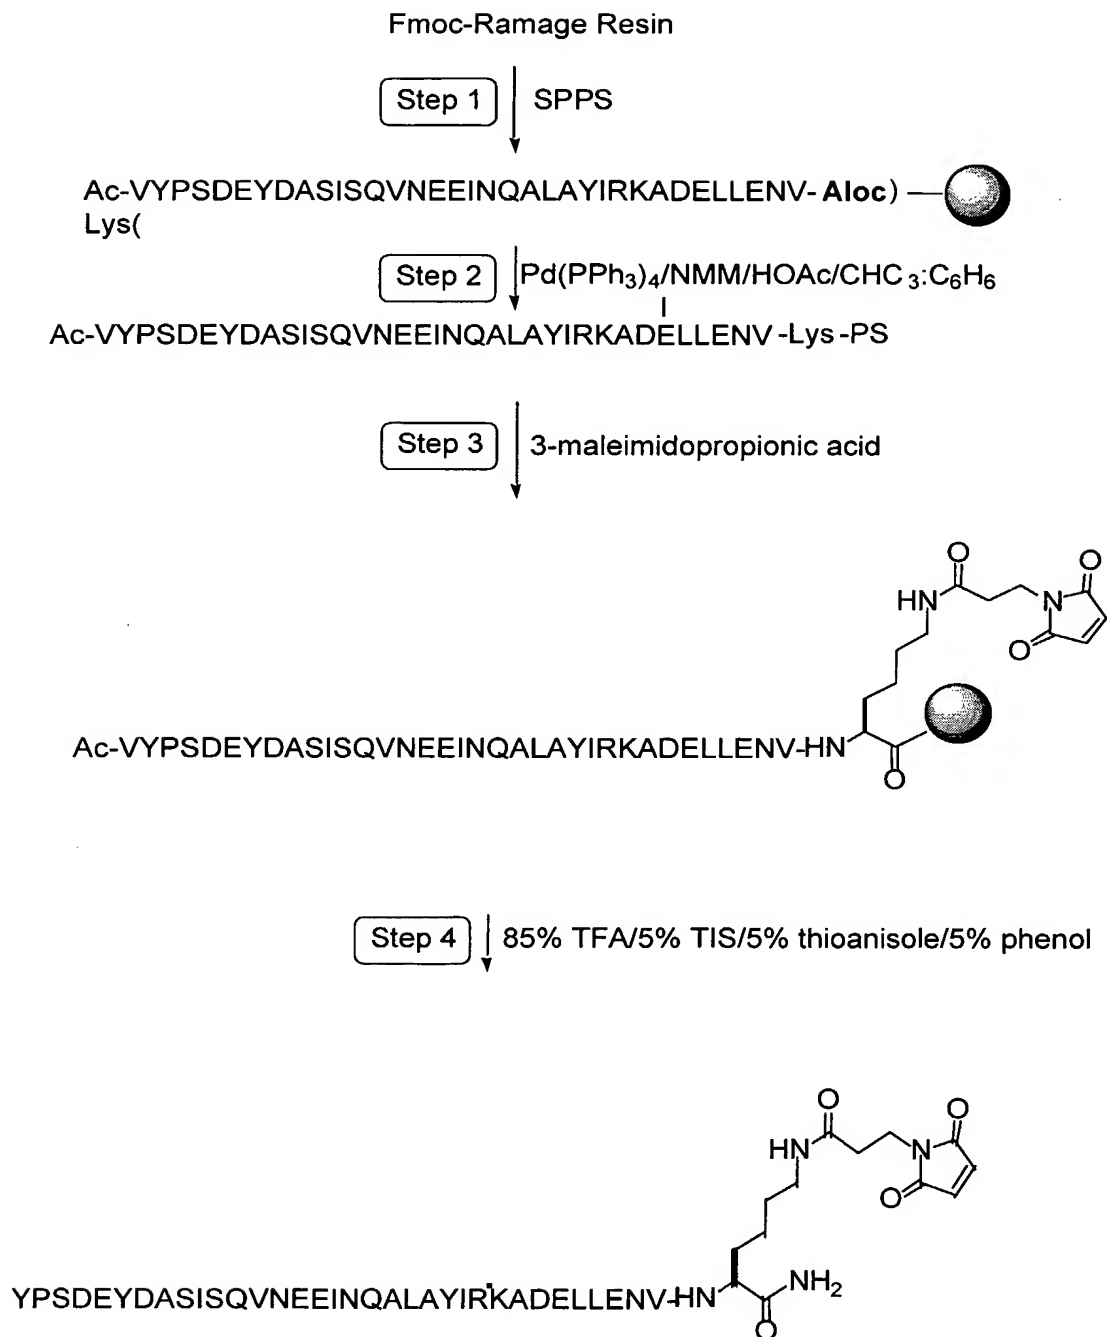 Fmoc-Ramage Resin
Step 1 SPPS
Ac-VYPSDEYDASISQVNEEINQALAYIRKADELLENV- Aloc)
Lys(
Step 2 Pd(PPh3)4/NMM/HOAc/CHC 3:C6H6
l
Ac-VYPSDEYDASISQVNEEINQALAYIRKADELLENV -Lys -PS
Step 3 3-maleimidopropionic acid
O
O
HN N
O
Ac-VYPSDEYDASISQVNEEINQALAYIRKADELLENV-HN
O
Step 4 85% TFA/5% TIS/5% thioanisole/5% phenol
O
O
HN N
O
YPSDEYDASISQVNEEINQALAYIRKADELLENV-HN NH2
O